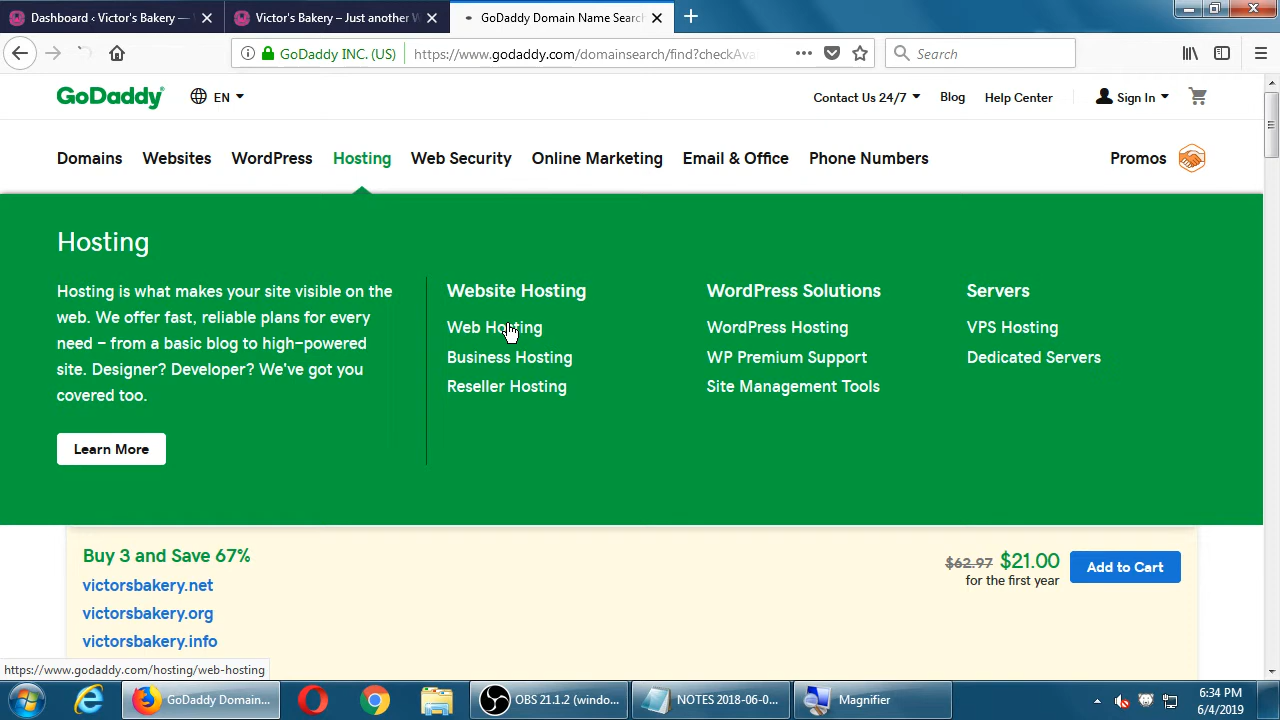 Dashboard ‹ Victor's Bakery —
Victor's Bakery – Just another W
GoDaddy Domain Name Search
GoDaddy INC. (US)
https://www.godaddy.com/domainsearch/find?checkAva
Search
GoDaddy
EN
Contact Us 24/7
Blog
Help Center
Sign In
Domains
Websites
WordPress
Hosting
Web Security
Online Marketing
Email & Office
Phone Numbers
Promos
Hosting
Hosting is what makes your site visible on the
web. We offer fast, reliable plans for every
need – from a basic blog to high-powered
site. Designer? Developer? We've got you
covered too.
Learn More
Website Hosting
Web Hosting
Business Hosting
Reseller Hosting
WordPress Solutions
WordPress Hosting
WP Premium Support
Site Management Tools
Servers
VPS Hosting
Dedicated Servers
Buy 3 and Save 67%
victorsbakery.net
victorsbakery.org
victorsbakery.info
$62.97 $21.00
for the first year
Add to Cart
https://www.godaddy.com/hosting/web-hosting
GoDaddy Domain...
OBS 21.1.2 (windo...
NOTES 2018-06-0...
Magnifier
6:34 PM
6/4/2019